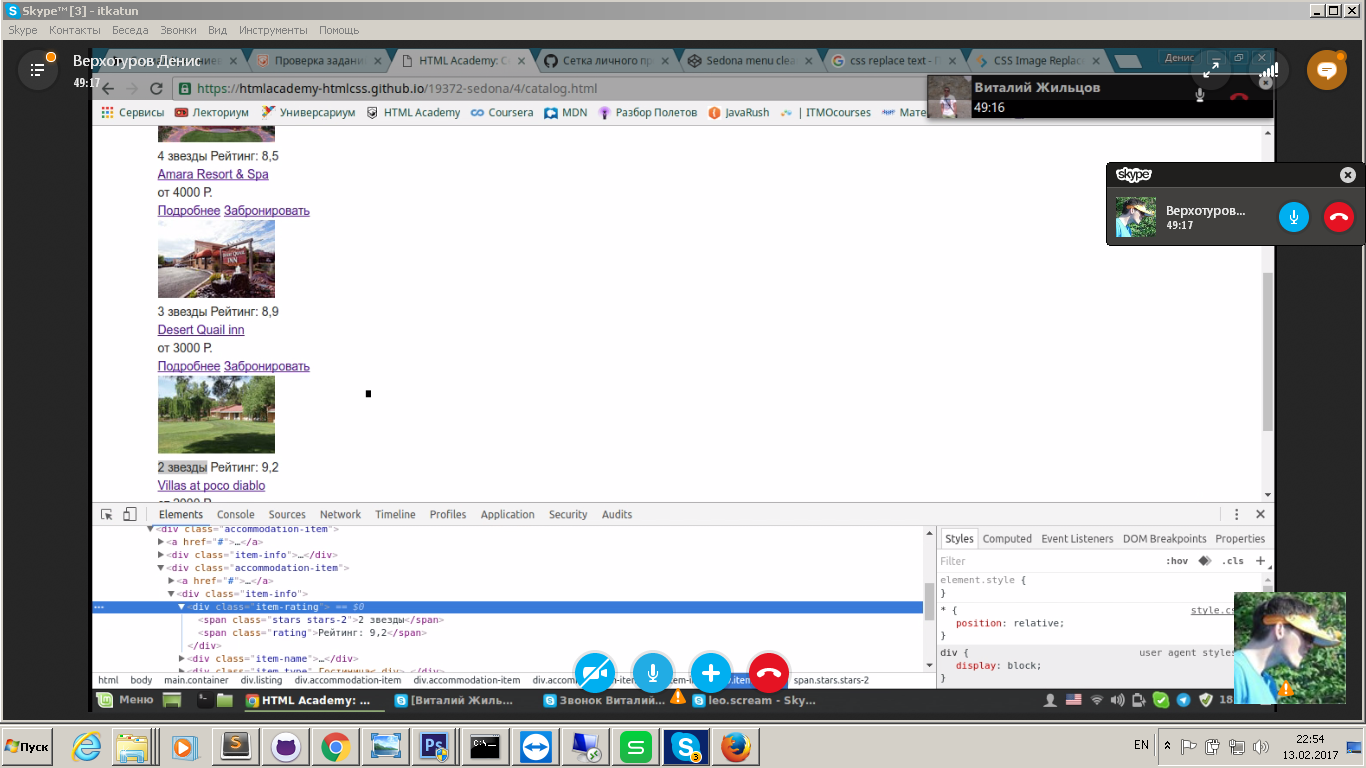 Skype™ [3] - itkatun
Skype Контакты Беседа Звонки Вид Инструменты Помощь
Верхотуров Денис
49:17
Проверка задани
HTML Academy: С
Сетка личного пр
Sedona menu clea
css replace text - П
CSS Image Replac
Денис
https://htmlacademy-htmlcss.github.io/19372-sedona/4/catalog.html
Виталий Жильцов
49:16
Сервисы Лекториум Универсариум HTML Academy Coursera MDN Разбор Полетов JavaRush | ITMOcourses Мате
4 звезды Рейтинг: 8,5
Amara Resort & Spa
от 4000 Р.
Подробнее Забронировать
3 звезды Рейтинг: 8,9
Desert Quail inn
от 3000 Р.
Подробнее Забронировать
2 звезды Рейтинг: 9,2
Villas at poco diablo
skype
Верхотуров...
49:17
Elements Console Sources Network Timeline Profiles Application Security Audits
<div class="accommodation-item">
<a href="#">…</a>
<div class="item-info">…</div>
<div class="accommodation-item">
<a href="#">…</a>
<div class="item-info">
<div class="item-rating"> == $0
<span class="stars stars-2">2 звезды</span>
<span class="rating">Рейтинг: 9,2</span>
</div>
<div class="item-name">…</div>
html body main.container div.listing div.accommodation-item div.accommodation-item span.stars.stars-2
Styles Computed Event Listeners DOM Breakpoints Properties
Filter :hov .cls +
element.style {
}
* { style.cs
position: relative;
}
div { user agent styles
display: block;
}
Меню HTML Academy: ... [Виталий Жиль... Звонок Виталий... leo.scream - Sky...
Пуск
EN
22:54
13.02.2017